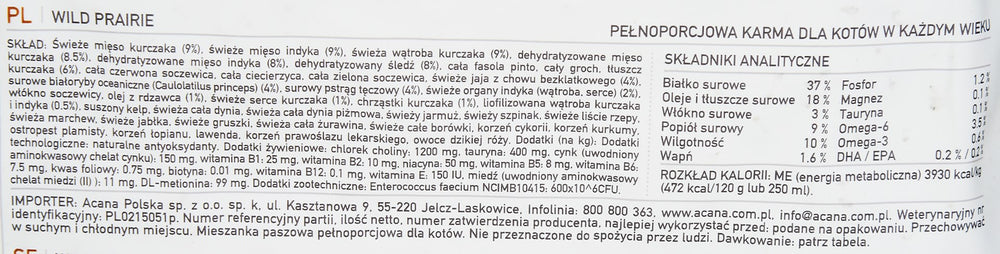 PL | WILD PRAIRIE
PEŁNOPORCJOWA KARMA DLA KOTÓW W KAŻDYM WIEKU
SKŁAD: Świeże mięso kurczaka (9%), świeże mięso indyka (9%), świeża wątroba kurczaka (9%), dehydratyzowane mięso
kurczaka (8.5%), dehydratyzowane mięso indyka (8%), dehydratyzowany śledź (8%), cała fasola pinto, cały groch, tłuszcz
kurczaka (6%), cała czerwona soczewica, cała ciecierzyca, cała zielona soczewica, świeże jaja z chowu bezklatkowego (4%),
surowe białoryby oceaniczne (Caulolatilus princeps) (4%), surowy pstrąg tęczowy (4%), świeże organy indyka (wątroba, serce) (2%),
włókno soczewicy, olej z rdzawca (1%), świeże serce kurczaka (1%), chrząstki kurczaka (1%), liofilizowana wątroba kurczaka
i indyka (0.5%), suszony kelp, świeża cała dynia, świeża cała dynia piżmowa, świeży jarmuż, świeży szpinak, świeże liście rzepy,
świeża marchew, świeże jabłka, świeże gruszki, świeża cała żurawina, świeże całe borówki, korzeń cykorii, korzeń kurkumy,
ostropest plamisty, korzeń łopianu, lawenda, korzeń prawoślazu lekarskiego, owoce dzikiej róży. Dodatki (na kg): Dodatki
technologiczne: naturalne antyoksydanty. Dodatki żywieniowe: chlorek choliny: 1200 mg, tauryna: 400 mg, cynk (uwodniony
aminokwasowy chelat cynku): 150 mg, witamina B1: 25 mg, witamina B2: 10 mg, niacyna: 50 mg, witamina B5: 8 mg, witamina B6:
7.5 mg, kwas foliowy: 0.75 mg, biotyna: 0.01 mg, witamina B12: 0.1 mg, witamina E: 150 IU, miedź (uwodniony aminokwasowy
chelat miedzi (II) ): 11 mg, DL-metionina: 99 mg. Dodatki zootechniczne: Enterococcus faecium NCIMB10415: 600x10^6CFU.
SKŁADNIKI ANALITYCZNE
Białko surowe 37 % Fosfor 1.2%
Oleje i tłuszcze surowe 18 % Magnez 0.1%
Włókno surowe 3 % Tauryna 0.1%
Popiół surowy 9 % Omega-6 3.5%
Wilgotność 10 % Omega-3 0.6%
Wapń 1.6 % DHA / EPA 0.2 % / 0.2%
ROZKŁAD KALORII: ME (energia metaboliczna) 3930 kcal/kg
(472 kcal/120 g lub 250 ml).
IMPORTER: Acana Polska sp. z o.o. sp. k. ul. Kasztanowa 9, 55-220 Jelcz-Laskowice, Infolinia: 800 800 363, www.acana.com.pl, info@acana.com.pl. Weterynaryjny nr
identyfikacyjny: PL0215051p. Numer referencyjny partii, ilość netto, numer zatwierdzenia producenta, najlepiej wykorzystać przed: podane na opakowaniu. Przechowywać
w suchym i chłodnym miejscu. Mieszanka paszowa pełnoporcjowa dla kotów. Nie przeznaczone do spożycia przez ludzi. Dawkowanie: patrz tabela.